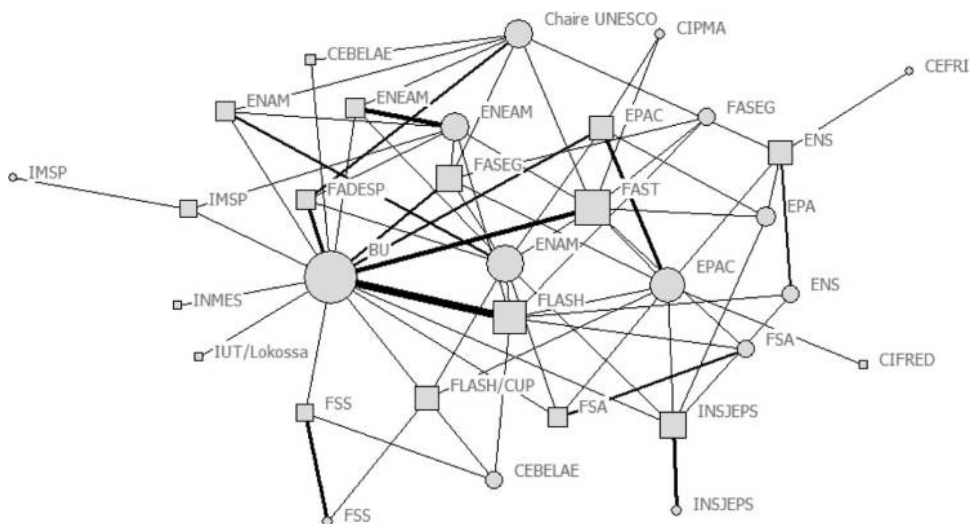 Chaire UNESCO
CIPMA
CEBELAE
CEFRI
ENAM
ENEAM
ENEAM
EPAC
FASEG
ENS
FASEG
IMSP
IMSP
FADESP
FAST
EPA
BU
ENAM
EPAC
INMES
FLASH
ENS
IUT/Lokossa
FSA
CIFRED
FLASH/CUP
FSS
FSA
INSJEPS
CEBELAE
INSJEPS
FSS